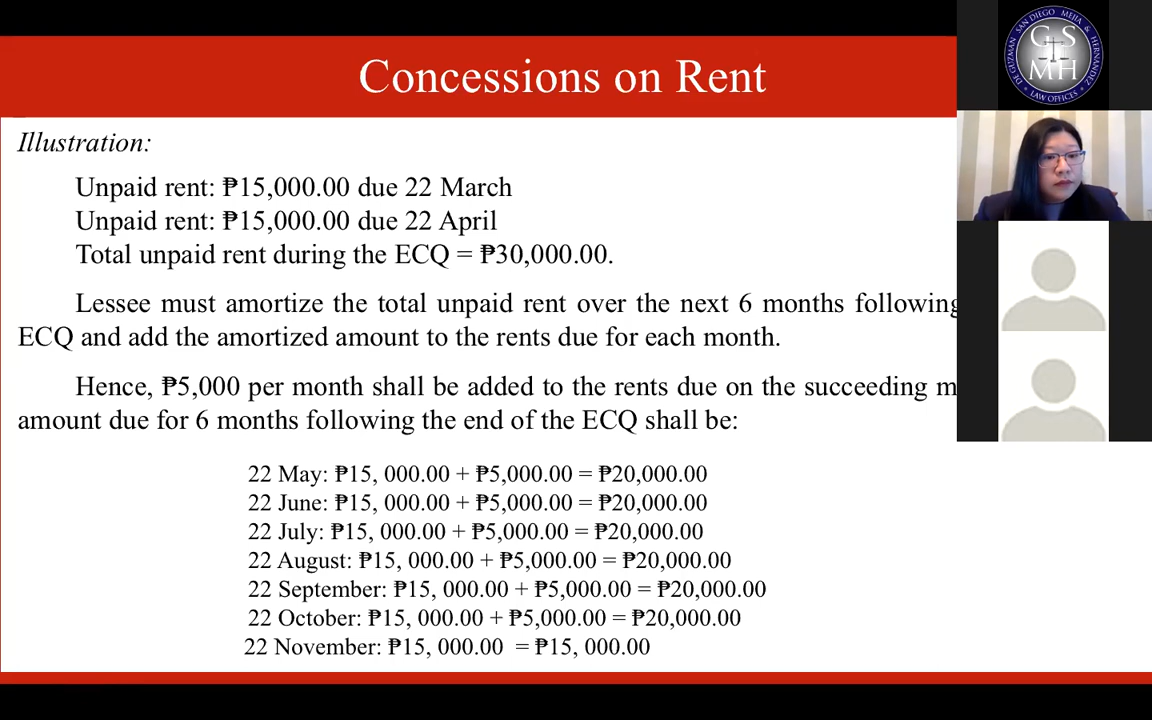 Concessions on Rent
Illustration:
Unpaid rent: ₱15,000.00 due 22 March
Unpaid rent: ₱15,000.00 due 22 April
Total unpaid rent during the ECQ = ₱30,000.00.
Lessee must amortize the total unpaid rent over the next 6 months following
ECQ and add the amortized amount to the rents due for each month.
Hence, ₱5,000 per month shall be added to the rents due on the succeeding m
amount due for 6 months following the end of the ECQ shall be:
22 May: ₱15, 000.00 + ₱5,000.00 = ₱20,000.00
22 June: ₱15, 000.00 + ₱5,000.00 = ₱20,000.00
22 July: ₱15, 000.00 + ₱5,000.00 = ₱20,000.00
22 August: ₱15, 000.00 + ₱5,000.00 = ₱20,000.00
22 September: ₱15, 000.00 + ₱5,000.00 = ₱20,000.00
22 October: ₱15, 000.00 + ₱5,000.00 = ₱20,000.00
22 November: ₱15, 000.00  = ₱15, 000.00
DE GUZMAN SAN DIEGO MEJIA & HERNANDEZ
LAW OFFICES
G S
M H